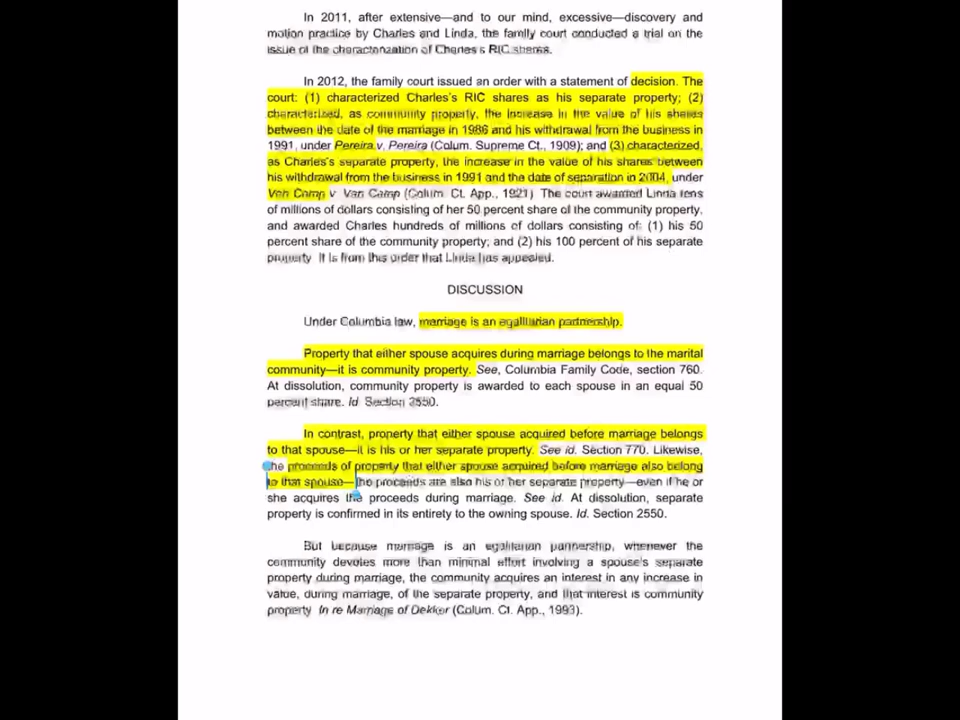 In 2011, after extensive—and to our mind, excessive—discovery and
motion practice by Charles and Linda, the family court conducted a trial on the
issue of the characterization of Charles's RIC shares.
In 2012, the family court issued an order with a statement of decision. The
court: (1) characterized Charles's RIC shares as his separate property; (2)
characterized, as community property, the increase in the value of his shares
between the date of the marriage in 1986 and his withdrawal from the business in
1991, under Pereira v. Pereira (Colum. Supreme Ct., 1909); and (3) characterized,
as Charles's separate property, the increase in the value of his shares between
his withdrawal from the business in 1991 and the date of separation in 2004, under
Van Camp v. Van Camp (Colum. Ct. App., 1921). The court awarded Linda tens
of millions of dollars consisting of her 50 percent share of the community property,
and awarded Charles hundreds of millions of dollars consisting of: (1) his 50
percent share of the community property; and (2) his 100 percent of his separate
property. It is from this order that Linda has appealed.
DISCUSSION
Under Columbia law, marriage is an egalitarian partnership.
Property that either spouse acquires during marriage belongs to the marital
community—it is community property. See, Columbia Family Code, section 760.
At dissolution, community property is awarded to each spouse in an equal 50
percent share. Id. Section 2550.
In contrast, property that either spouse acquired before marriage belongs
to that spouse—it is his or her separate property. See id. Section 770. Likewise,
the proceeds of property that either spouse acquired before marriage also belong
to that spouse—the proceeds are also his or her separate property—even if he or
she acquires the proceeds during marriage. See id. At dissolution, separate
property is confirmed in its entirety to the owning spouse. Id. Section 2550.
But because marriage is an egalitarian partnership, whenever the
community devotes more than minimal effort involving a spouse's separate
property during marriage, the community acquires an interest in any increase in
value, during marriage, of the separate property, and that interest is community
property. In re Marriage of Dekker (Colum. Ct. App., 1993).